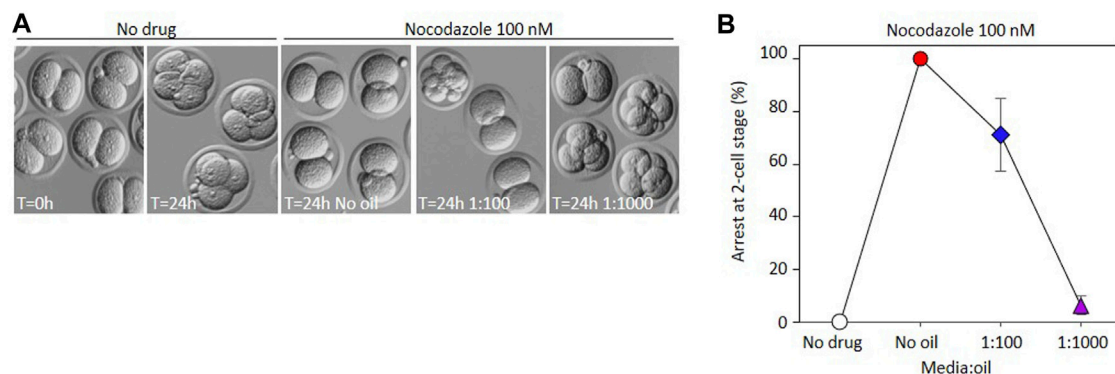 A
No drug
Nocodazole 100 nM
T=0h
T=24h
T=24h No oil
T=24h 1:100
T=24h 1:1000
B
Nocodazole 100 nM
Arrest at 2-cell stage (%)
100
80
60
40
20
0
No drug
No oil
1:100
1:1000
Media:oil